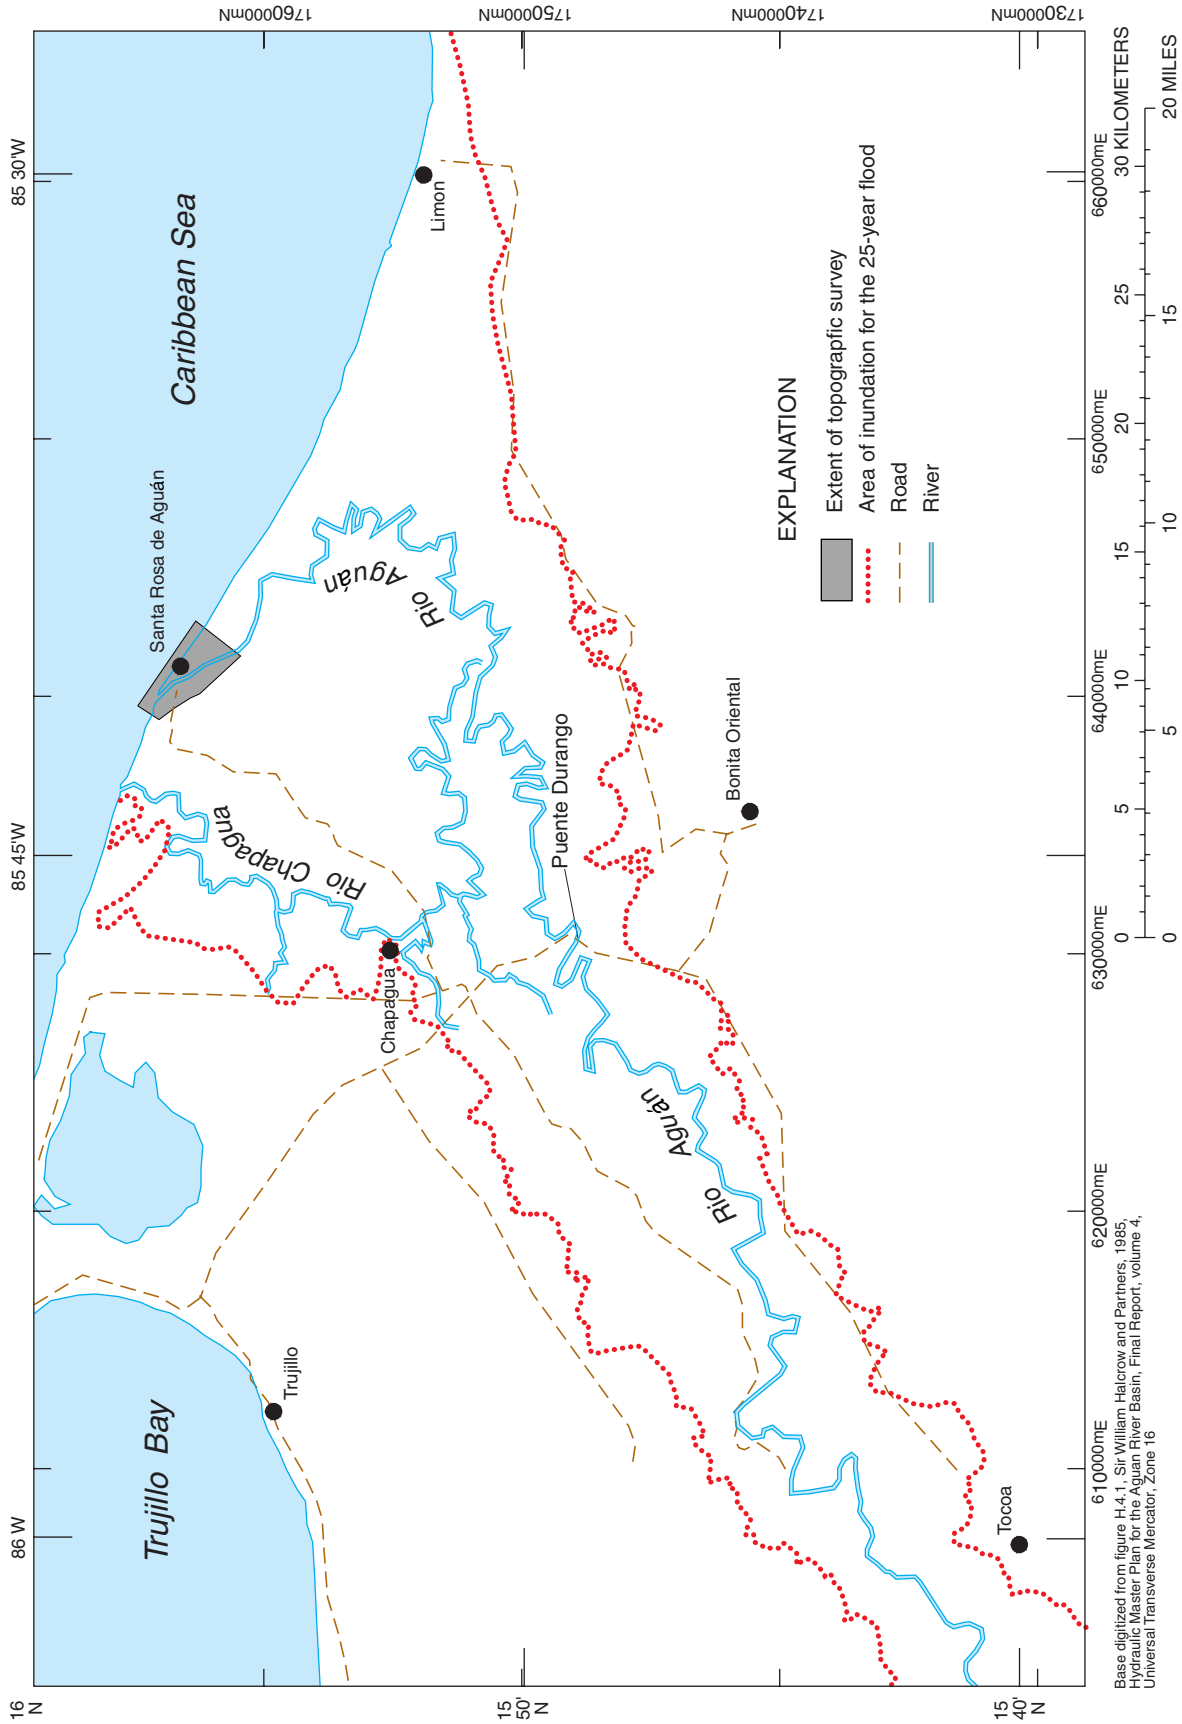 16
N
86 W
85 45'W
85 30'W
1760000mN
1750000mN
1740000mN
1730000mN
Trujillo Bay
Caribbean Sea
Santa Rosa de Aguán
Limon
Trujillo
Rio Chapagua
Rio Aguán
Chapagua
Puente Durango
Bonita Oriental
Rio Aguán
Tocoa
15 50'
N
15 40'
N
EXPLANATION
Extent of topograpfic survey
Area of inundation for the 25-year flood
Road
River
610000mE
620000mE
630000mE
640000mE
650000mE
660000mE
0 5 10 15 20 25 30 KILOMETERS
0 5 10 15 20 MILES
Base digitized from figure H.4.1, Sir William Halcrow and Partners, 1985,
Hydraulic Master Plan for the Aguan River Basin, Final Report, volume 4,
Universal Transverse Mercator, Zone 16